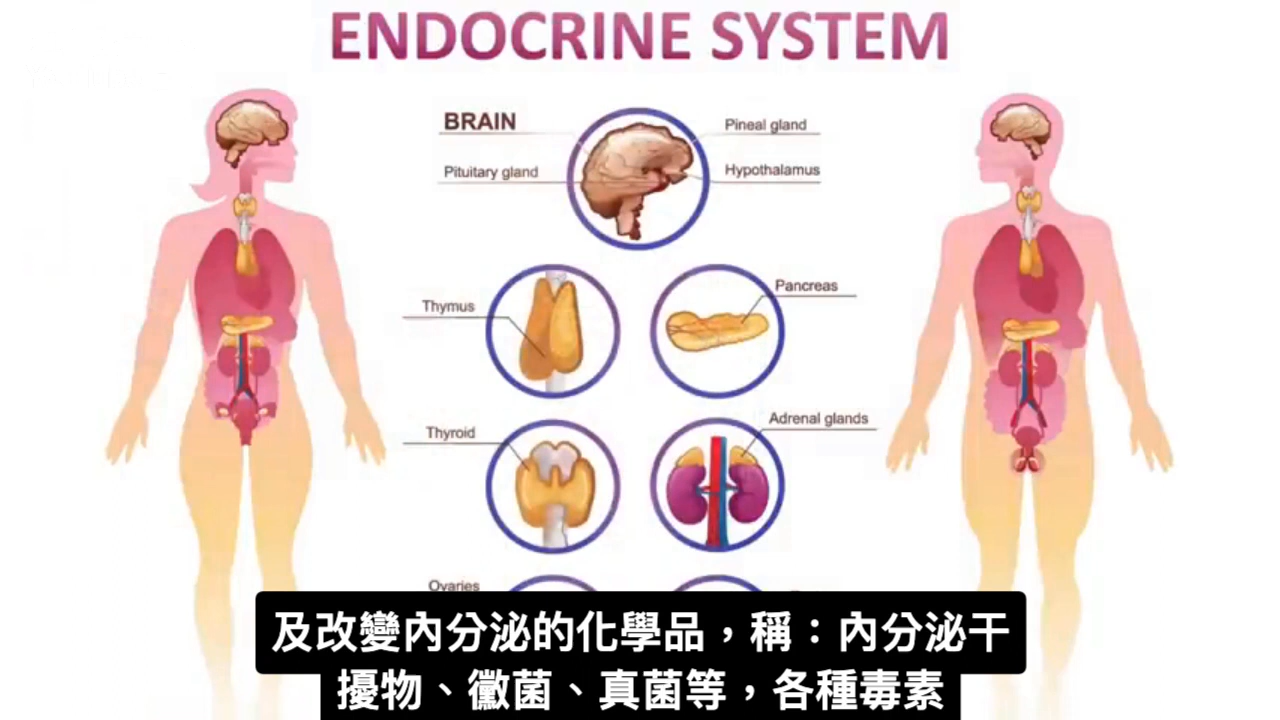 ENDOCRINE SYSTEM
BRAIN
Pineal gland
Pituitary gland
Hypothalamus
Thymus
Pancreas
Thyroid
Adrenal glands
Ovaries
及改變內分泌的化學品，稱：內分泌干
擾物、黴菌、真菌等，各種毒素